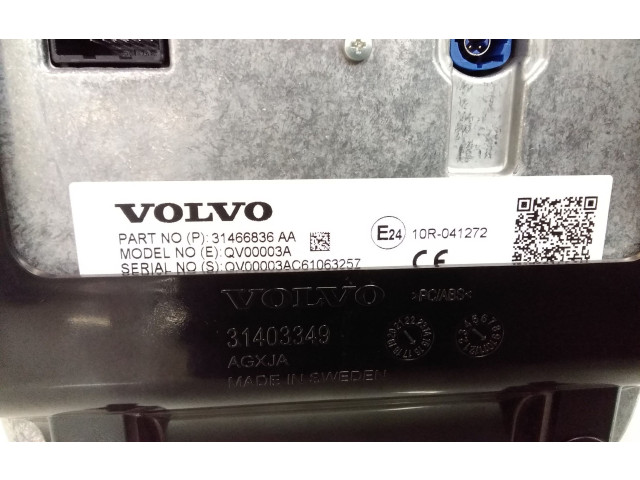 VOLVO
PART NO (P): 31466836 AA
MODEL NO (E): QV00003A
SERIAL NO (S): QV00003AC61063257
E24 10R-041272
CE
VOLVO
>PC/ABS<
31403349
AGXJA
MADE IN SWEDEN